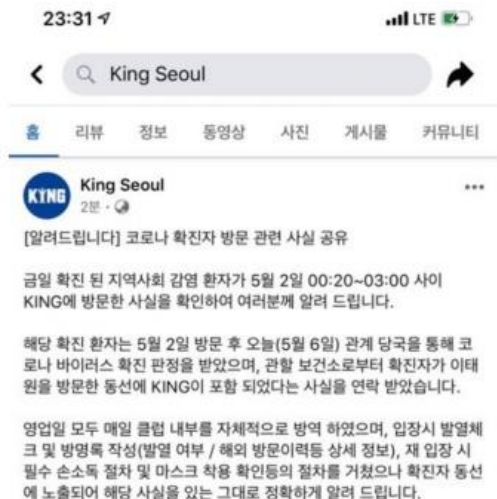 23:31
LTE
King Seoul
홈 리뷰 정보 동영상 사진 게시물 커뮤니티
KING
King Seoul
2분 ·
[알려드립니다] 코로나 확진자 방문 관련 사실 공유
금일 확진 된 지역사회 감염 환자가 5월 2일 00:20~03:00 사이
KING에 방문한 사실을 확인하여 여러분께 알려 드립니다.
해당 확진 환자는 5월 2일 방문 후 오늘(5월 6일) 관계 당국을 통해 코
로나 바이러스 확진 판정을 받았으며, 관할 보건소로부터 확진자가 이태
원을 방문한 동선에 KING이 포함 되었다는 사실을 연락 받았습니다.
영업일 모두 매일 클럽 내부를 자체적으로 방역 하였으며, 입장시 발열체
크 및 방명록 작성(발열 여부 / 해외 방문이력등 상세 정보), 재 입장 시
필수 손소독 절차 및 마스크 착용 확인등의 절차를 거쳤으나 확진자 동선
에 노출되어 해당 사실을 있는 그대로 정확하게 알려 드립니다.